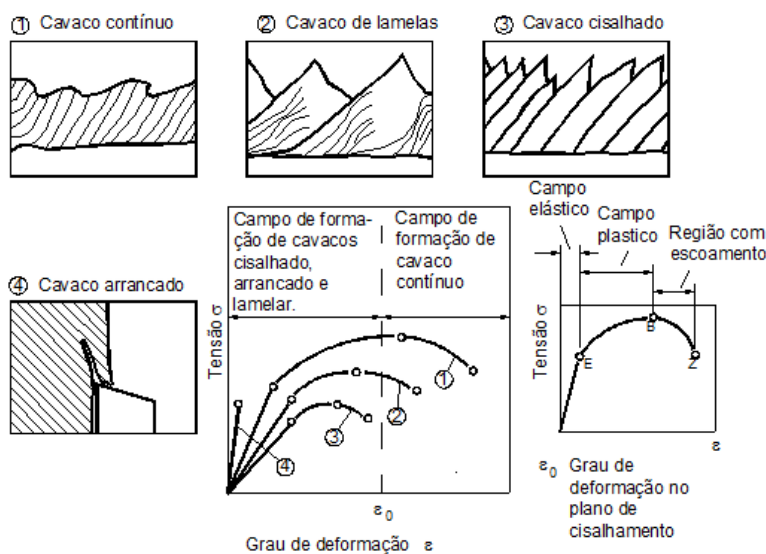 ① Cavaco contínuo
② Cavaco de lamelas
③ Cavaco cisalhado
④ Cavaco arrancado
Campo de forma-
ção de cavacos
cisalhado,
arrancado e
lamelar.
Campo de
formação de
cavaco
contínuo
Tensão σ
①
②
③
④
ε₀
Grau de deformação ε
Campo
elástico
Campo
plastico
Região com
escoamento
Tensão σ
E
B
Z
ε
ε₀ Grau de
deformação no
plano de
cisalhamento